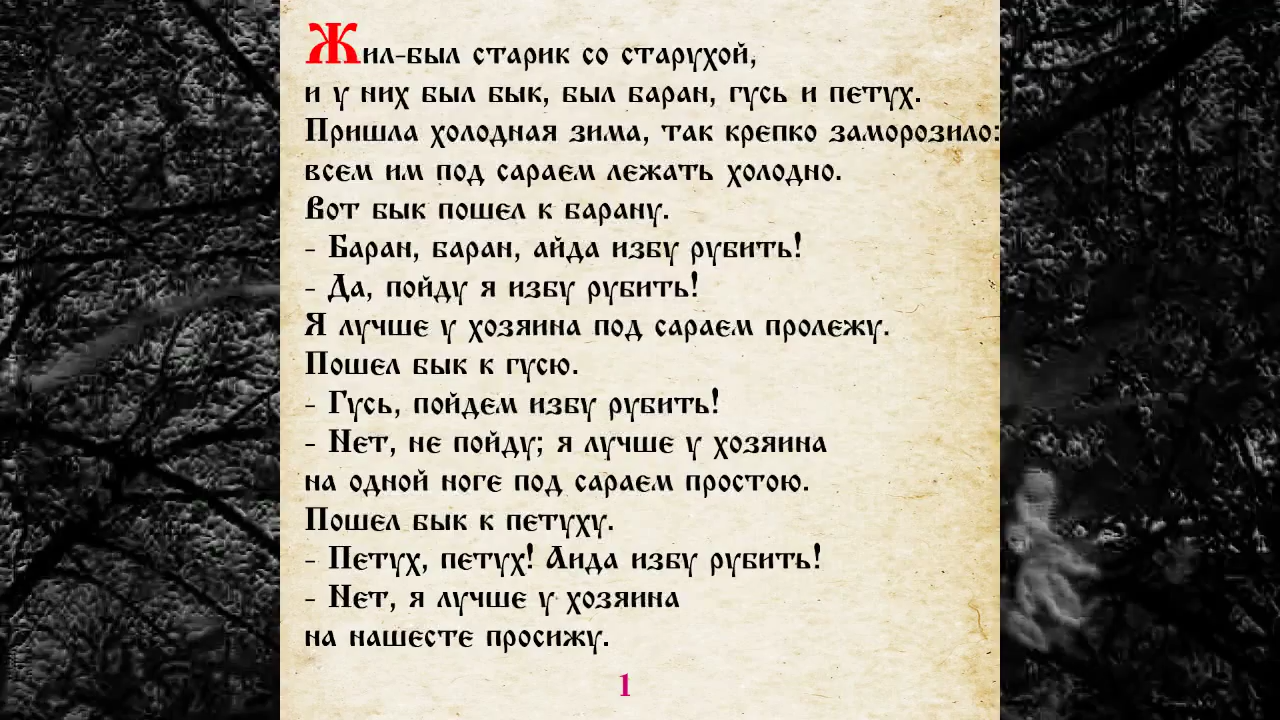 Жил-был старик со старухой,
и у них был бык, был баран, гусь и петух.
Пришла холодная зима, так крепко заморозило:
всем им под сараем лежать холодно.
Вот бык пошел к барану.
- Баран, баран, айда избу рубить!
- Да, пойду я избу рубить!
Я лучше у хозяина под сараем пролежу.
Пошел бык к гусю.
- Гусь, пойдем избу рубить!
- Нет, не пойду; я лучше у хозяина
на одной ноге под сараем простою.
Пошел бык к петуху.
- Петух, петух! Аида избу рубить!
- Нет, я лучше у хозяина
на нашесте просижу.
1